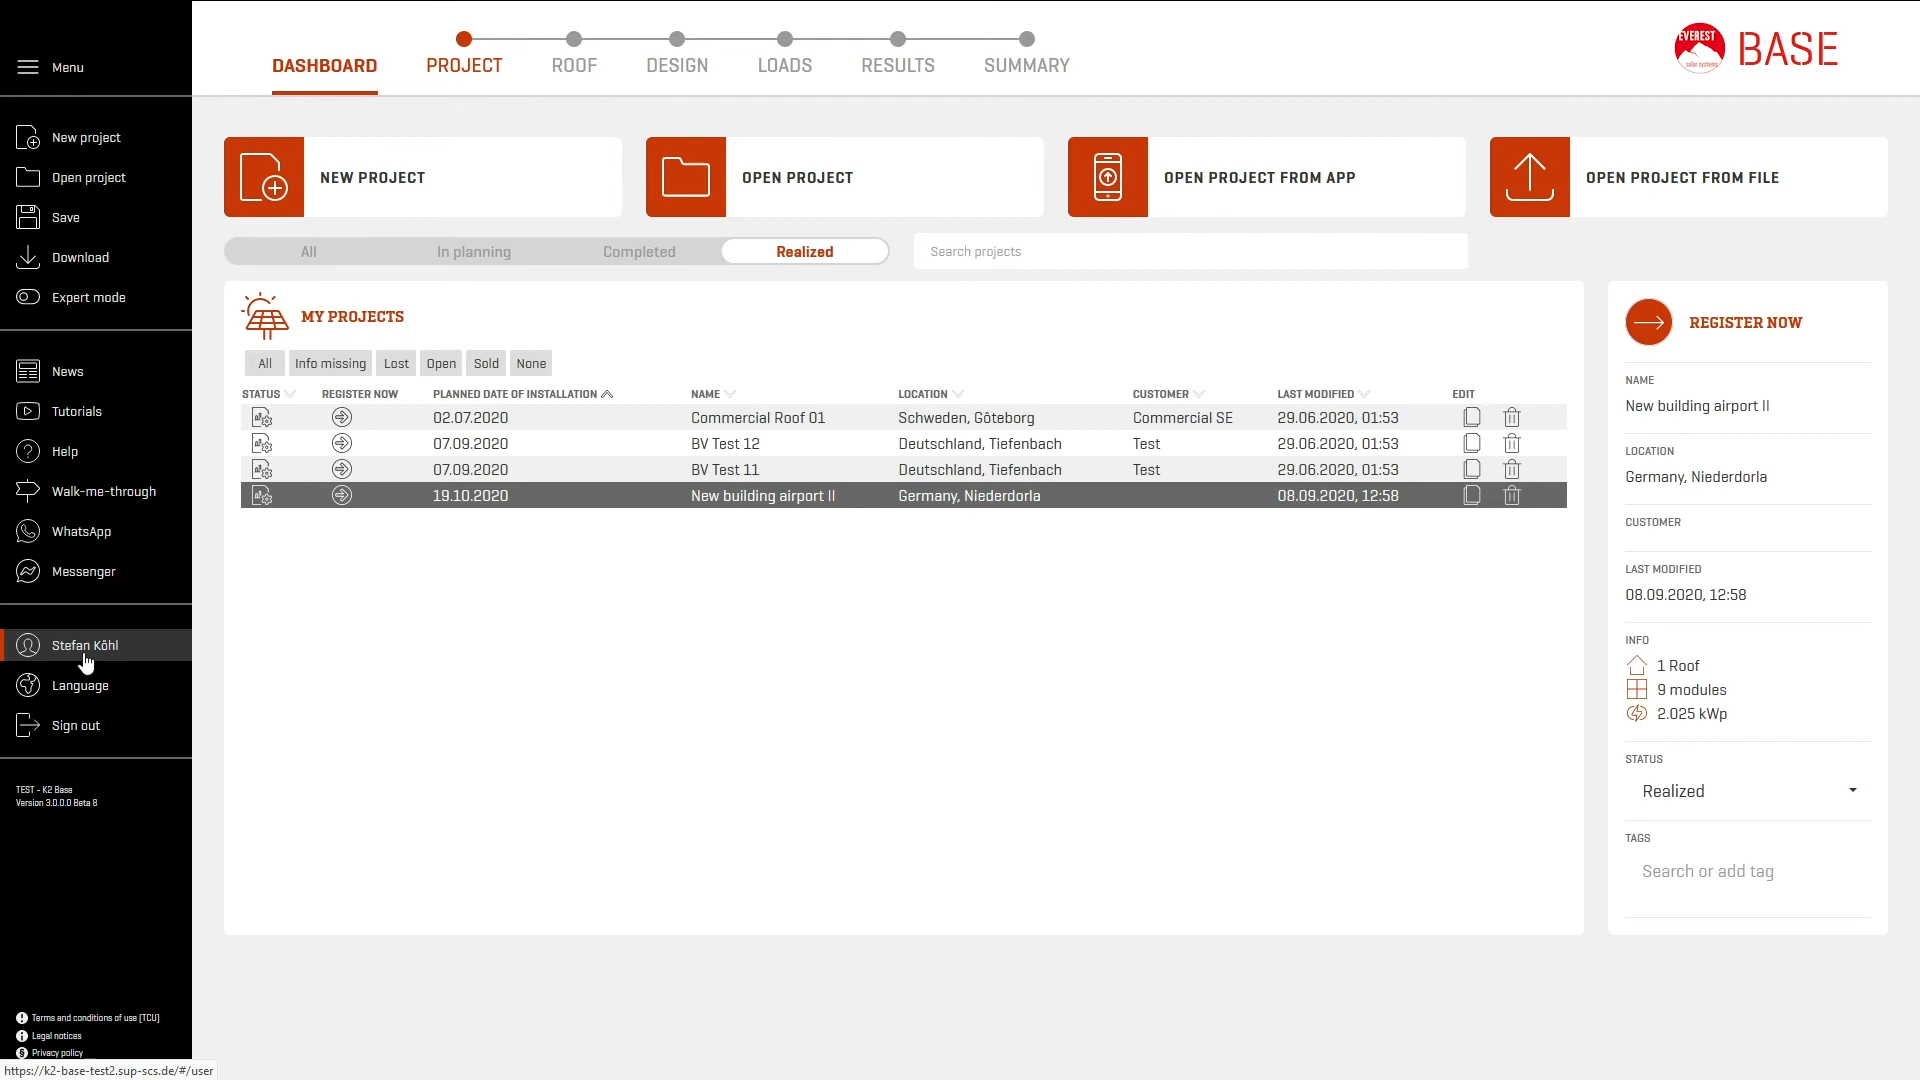 Menu
New project
Open project
Save
Download
Expert mode
News
Tutorials
Help
Walk-me-through
WhatsApp
Messenger
Stefan Köhl
Language
Sign out
TEST - K2 Base
Version 3.0.0.0 Beta 8
Terms and conditions of use (TCU)
Legal notices
Privacy policy
https://k2-base-test2.sup-scs.de/#/user
DASHBOARD PROJECT ROOF DESIGN LOADS RESULTS SUMMARY
EVEREST
solar systems
BASE
NEW PROJECT OPEN PROJECT OPEN PROJECT FROM APP OPEN PROJECT FROM FILE
All In planning Completed Realized Search projects
MY PROJECTS
All Info missing Lost Open Sold None
STATUS REGISTER NOW PLANNED DATE OF INSTALLATION NAME LOCATION CUSTOMER LAST MODIFIED EDIT
02.07.2020 Commercial Roof 01 Schweden, Göteborg Commercial SE 29.06.2020, 01:53
07.09.2020 BV Test 12 Deutschland, Tiefenbach Test 29.06.2020, 01:53
07.09.2020 BV Test 11 Deutschland, Tiefenbach Test 29.06.2020, 01:53
19.10.2020 New building airport II Germany, Niederdorla 08.09.2020, 12:58
REGISTER NOW
NAME
New building airport II
LOCATION
Germany, Niederdorla
CUSTOMER
LAST MODIFIED
08.09.2020, 12:58
INFO
1 Roof
9 modules
2.025 kWp
STATUS
Realized
TAGS
Search or add tag